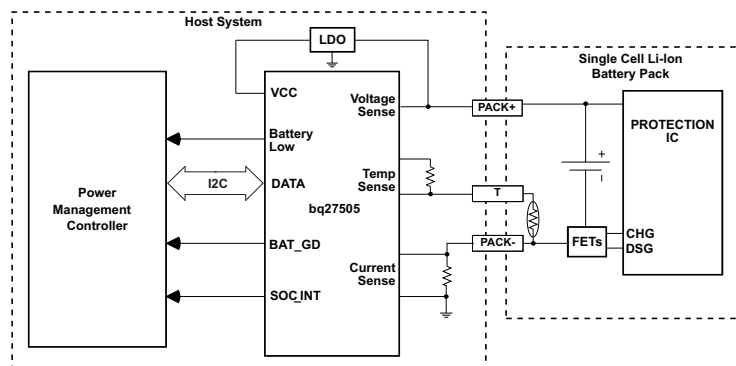 Host System
LDO
Single Cell Li-Ion
Battery Pack
VCC
Voltage
Sense
PACK+
PROTECTION
IC
Battery
Low
I2C
DATA
Temp
Sense
T
bq27505
Power
Management
Controller
BAT_GD
PACK-
FETs
CHG
DSG
Current
Sense
SOC_INT
+
–